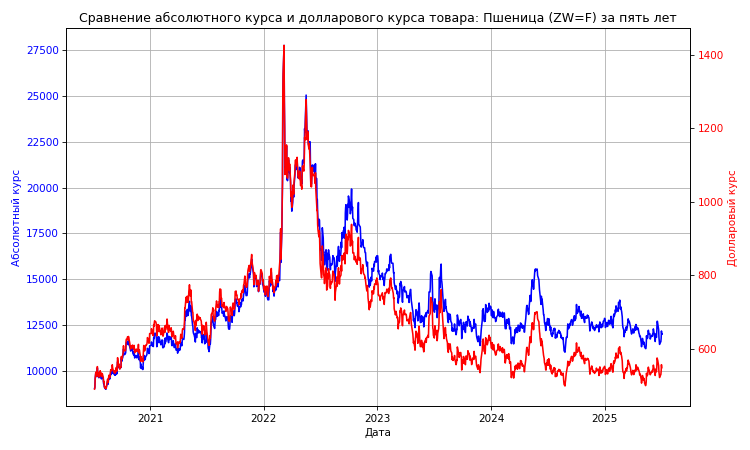 Сравнение абсолютного курса и долларового курса товара: Пшеница (ZW=F) за пять лет
27500
25000
22500
20000
17500
15000
12500
10000
Абсолютный курс
1400
1200
1000
800
600
Долларовый курс
2021 2022 2023 2024 2025
Дата